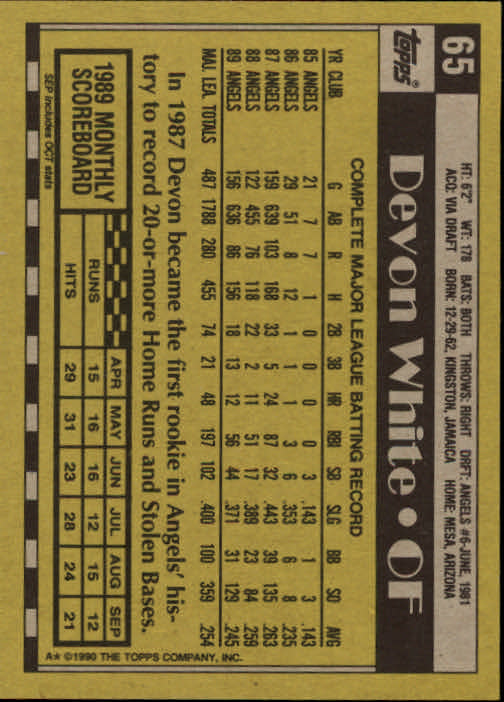 65
topps®
HT: 6'2" WT: 178 BATS: BOTH THROWS: RIGHT DRFT: ANGELS #6-JUNE, 1981
ACQ: VIA DRAFT BORN: 12-29-62, KINGSTON, JAMAICA HOME: MESA, ARIZONA
Devon White • OF
COMPLETE MAJOR LEAGUE BATTING RECORD
YR CLUB G AB R H 2B 3B HR RBI SB SLG BB SO AVG
85 ANGELS 21 7 7 1 0 0 0 0 3 .143 1 3 .143
86 ANGELS 29 51 8 12 1 1 1 3 6 .353 6 8 .235
87 ANGELS 159 639 103 168 33 5 24 87 32 .443 39 135 .263
88 ANGELS 122 455 76 118 22 2 11 51 17 .389 23 84 .259
89 ANGELS 156 636 86 156 18 13 12 56 44 .371 31 129 .245
MAJ. LEA. TOTALS 487 1788 280 455 74 21 48 197 102 .400 100 359 .254
In 1987 Devon became the first rookie in Angels' his-
tory to record 20-or-more Home Runs and Stolen Bases.
1989 MONTHLY
SCOREBOARD
APR MAY JUN JUL AUG SEP
RUNS 15 16 16 12 15 12
HITS 29 31 23 28 24 21
SEP includes OCT stats
A★ ©1990 THE TOPPS COMPANY, INC.